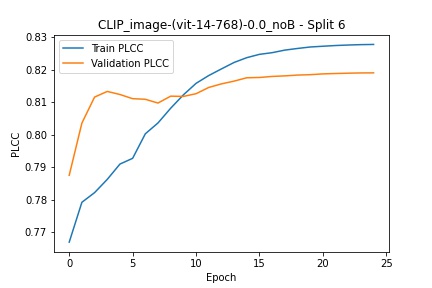 CLIP_image-(vit-14-768)-0.0_noB - Split 6
Train PLCC
Validation PLCC
PLCC
0.83
0.82
0.81
0.80
0.79
0.78
0.77
0
5
10
15
20
25
Epoch